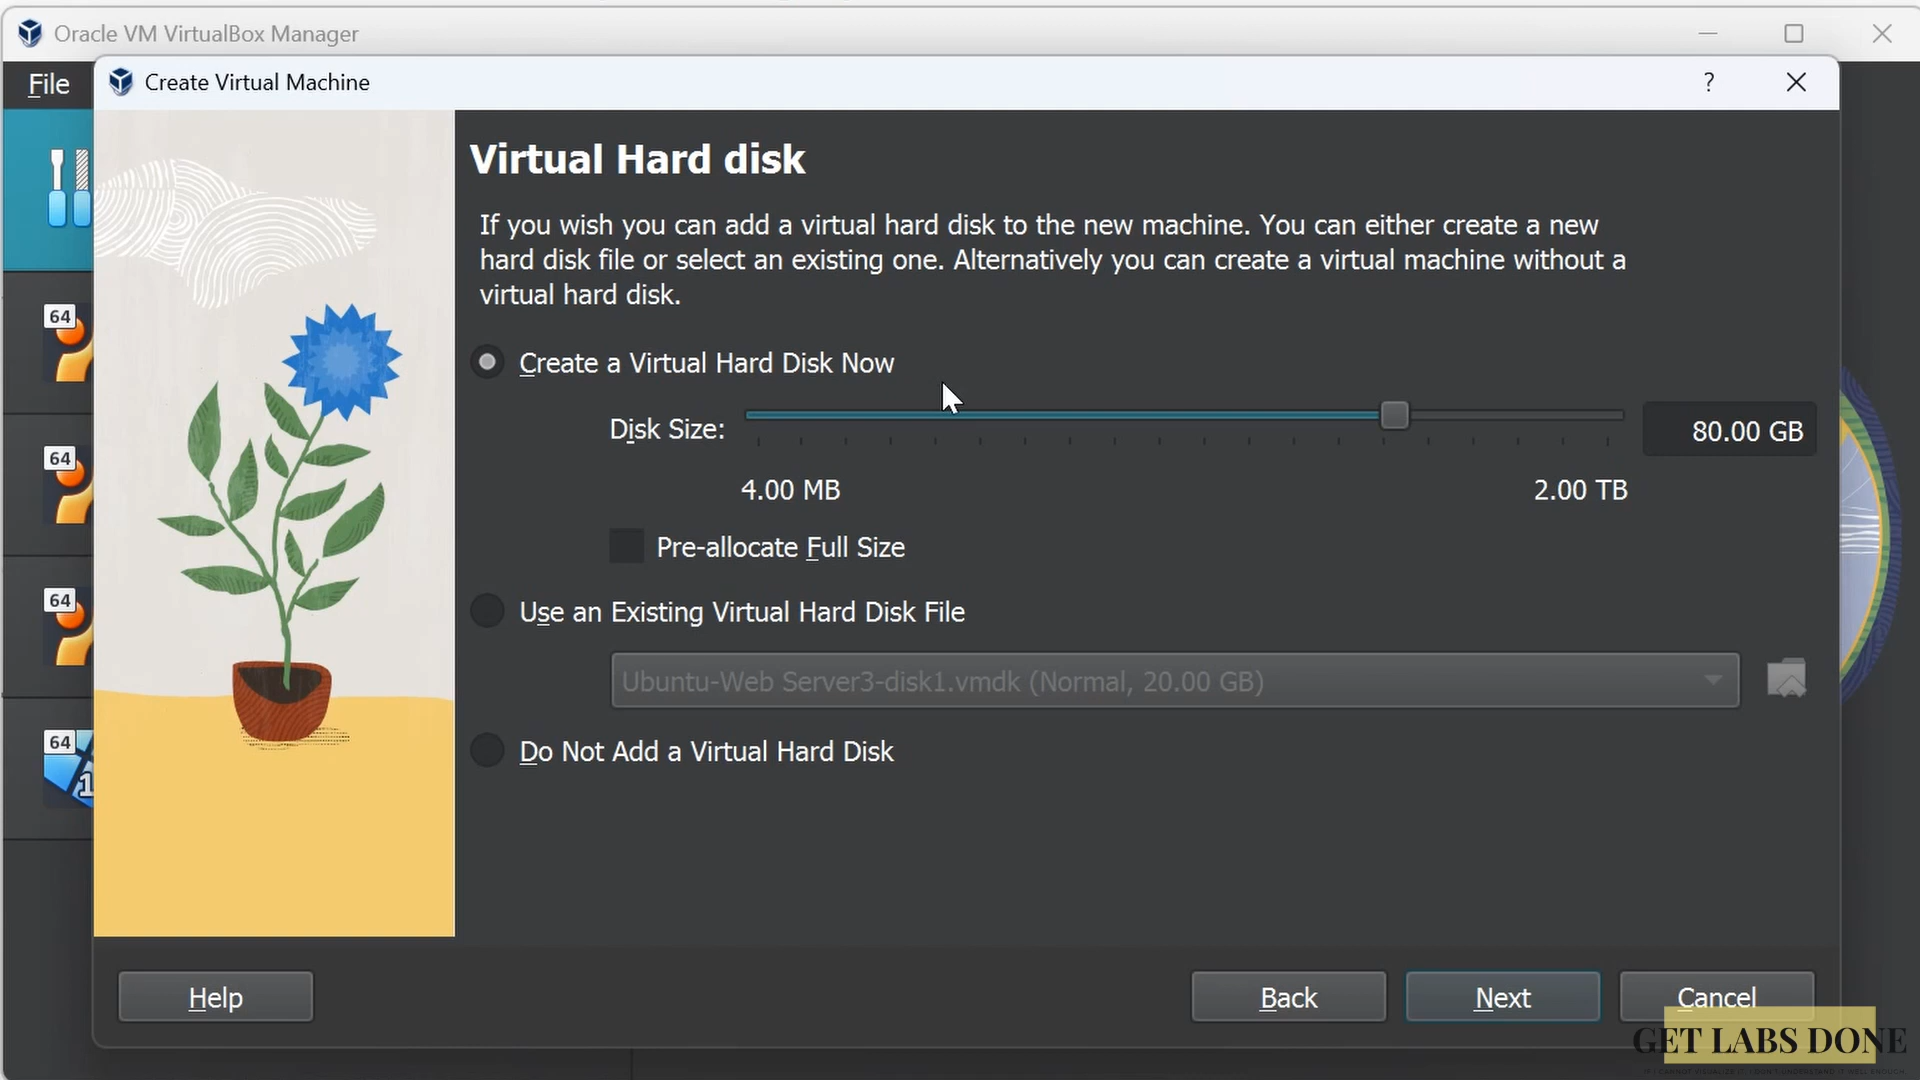 Oracle VM VirtualBox Manager
File
Create Virtual Machine
?
Virtual Hard disk
If you wish you can add a virtual hard disk to the new machine. You can either create a new
hard disk file or select an existing one. Alternatively you can create a virtual machine without a
virtual hard disk.
64
Create a Virtual Hard Disk Now
Disk Size:
80.00 GB
64
4.00 MB
2.00 TB
Pre-allocate Full Size
64
Use an Existing Virtual Hard Disk File
Ubuntu-Web Server3-disk1.vmdk (Normal, 20.00 GB)
64
1
Do Not Add a Virtual Hard Disk
Help
Back
Next
Cancel
GET LABS DONE